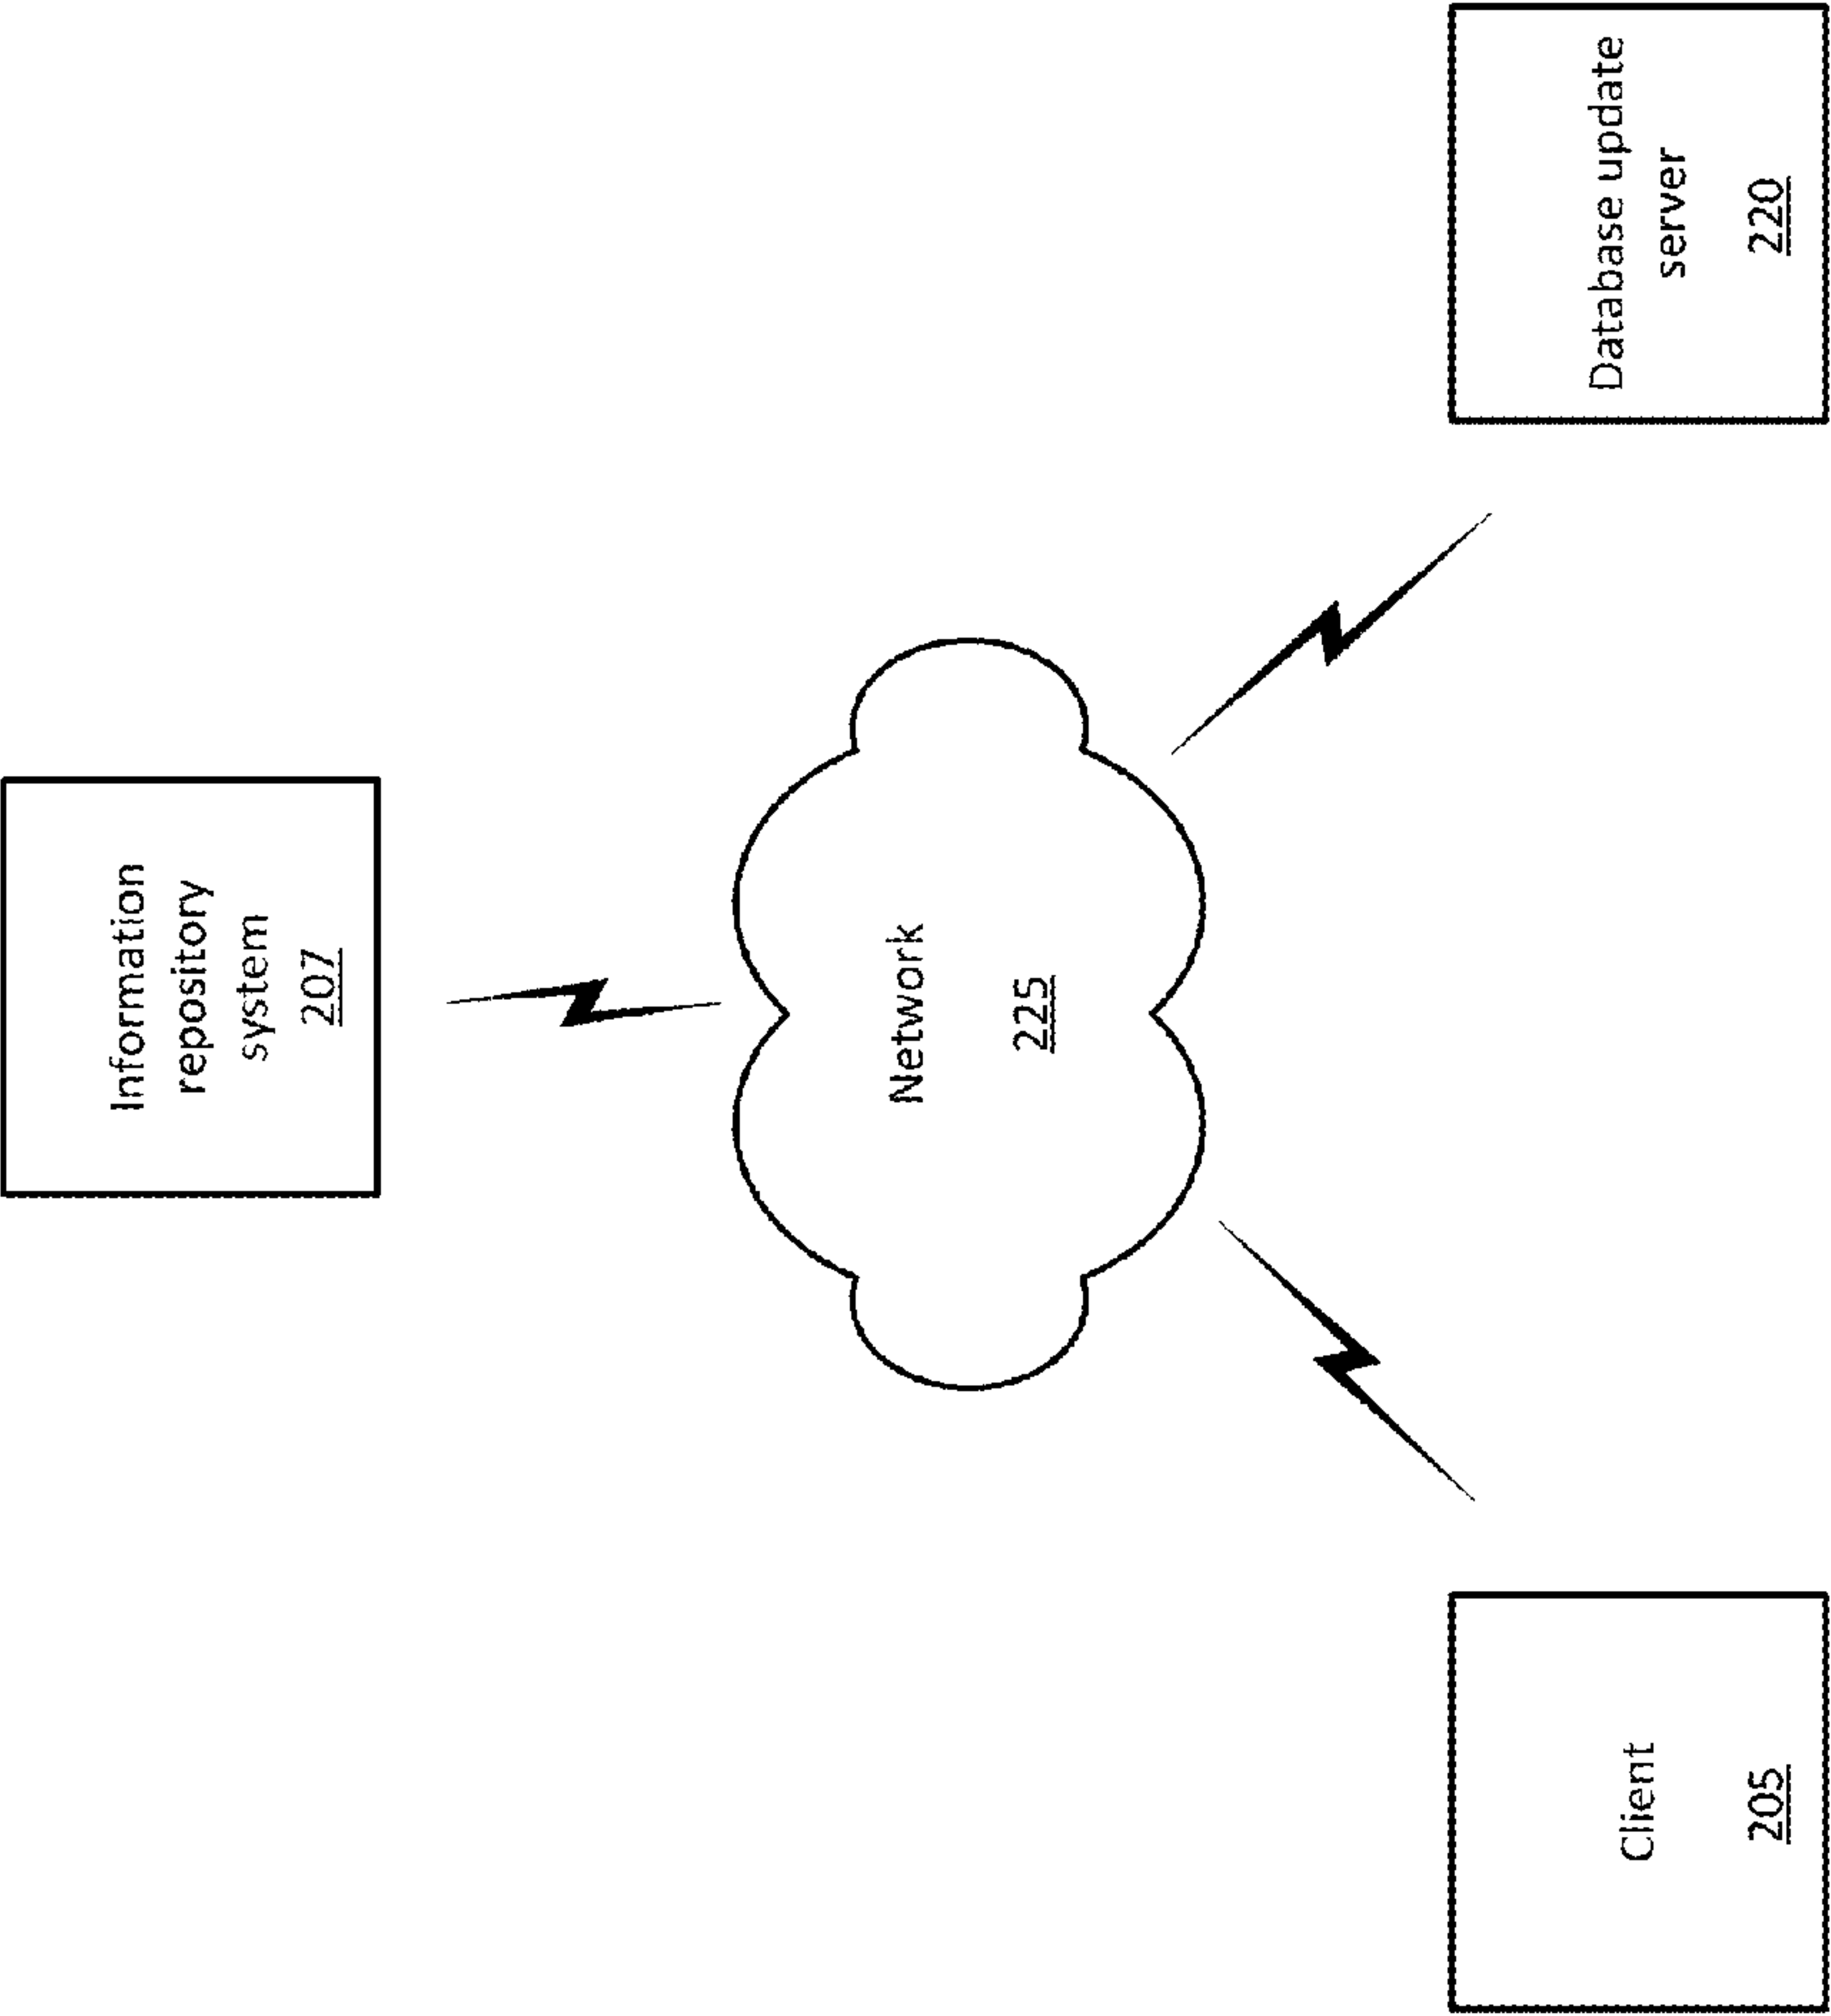 Information
repository
system
207
Network
225
Client
205
Database update
server
220